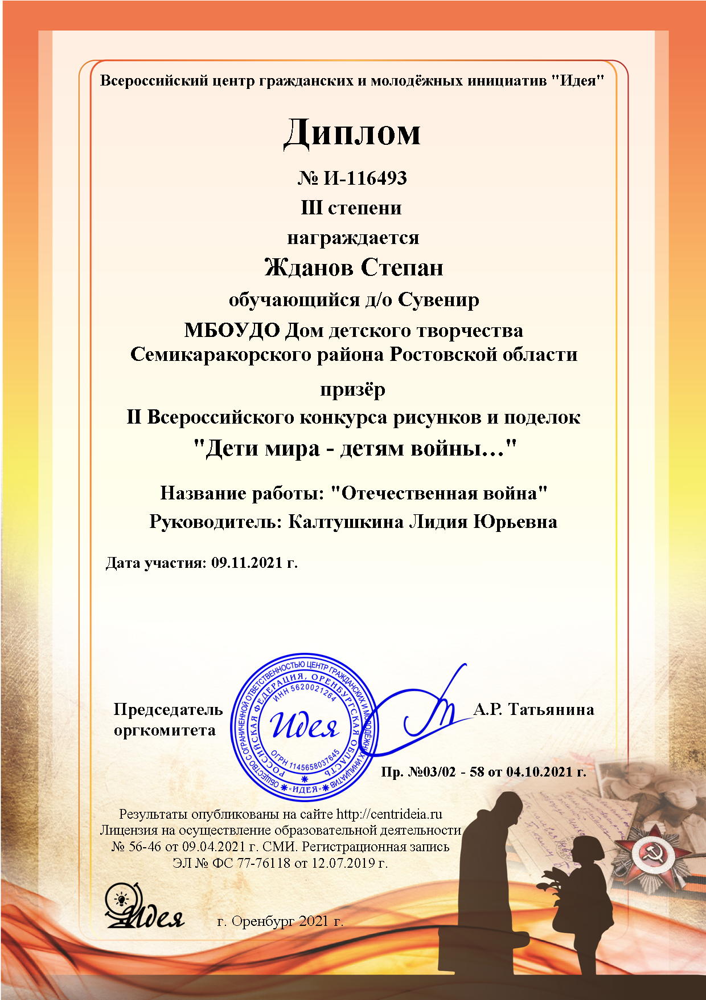 Всероссийский центр гражданских и молодёжных инициатив "Идея"
Диплом
№ И-116493
III степени
награждается
Жданов Степан
обучающийся д/о Сувенир
МБОУДО Дом детского творчества
Семикаракорского района Ростовской области
призёр
II Всероссийского конкурса рисунков и поделок
"Дети мира - детям войны…"
Название работы: "Отечественная война"
Руководитель: Калтушкина Лидия Юрьевна
Дата участия: 09.11.2021 г.
ОБЩЕСТВО С ОГРАНИЧЕННОЙ ОТВЕТСТВЕННОСТЬЮ ЦЕНТР ГРАЖДАНСКИХ И МОЛОДЁЖНЫХ ИНИЦИАТИВ
«ИДЕЯ»
РОССИЙСКАЯ ФЕДЕРАЦИЯ, ОРЕНБУРГСКАЯ ОБЛАСТЬ
ИНН 5620021264
Идея
ОГРН 1145658037645
Председатель
оргкомитета
А.Р. Татьянина
Пр. №03/02 - 58 от 04.10.2021 г.
Результаты опубликованы на сайте http://centrideia.ru
Лицензия на осуществление образовательной деятельности
№ 56-46 от 09.04.2021 г. СМИ. Регистрационная запись
ЭЛ № ФС 77-76118 от 12.07.2019 г.
Идея
г. Оренбург 2021 г.